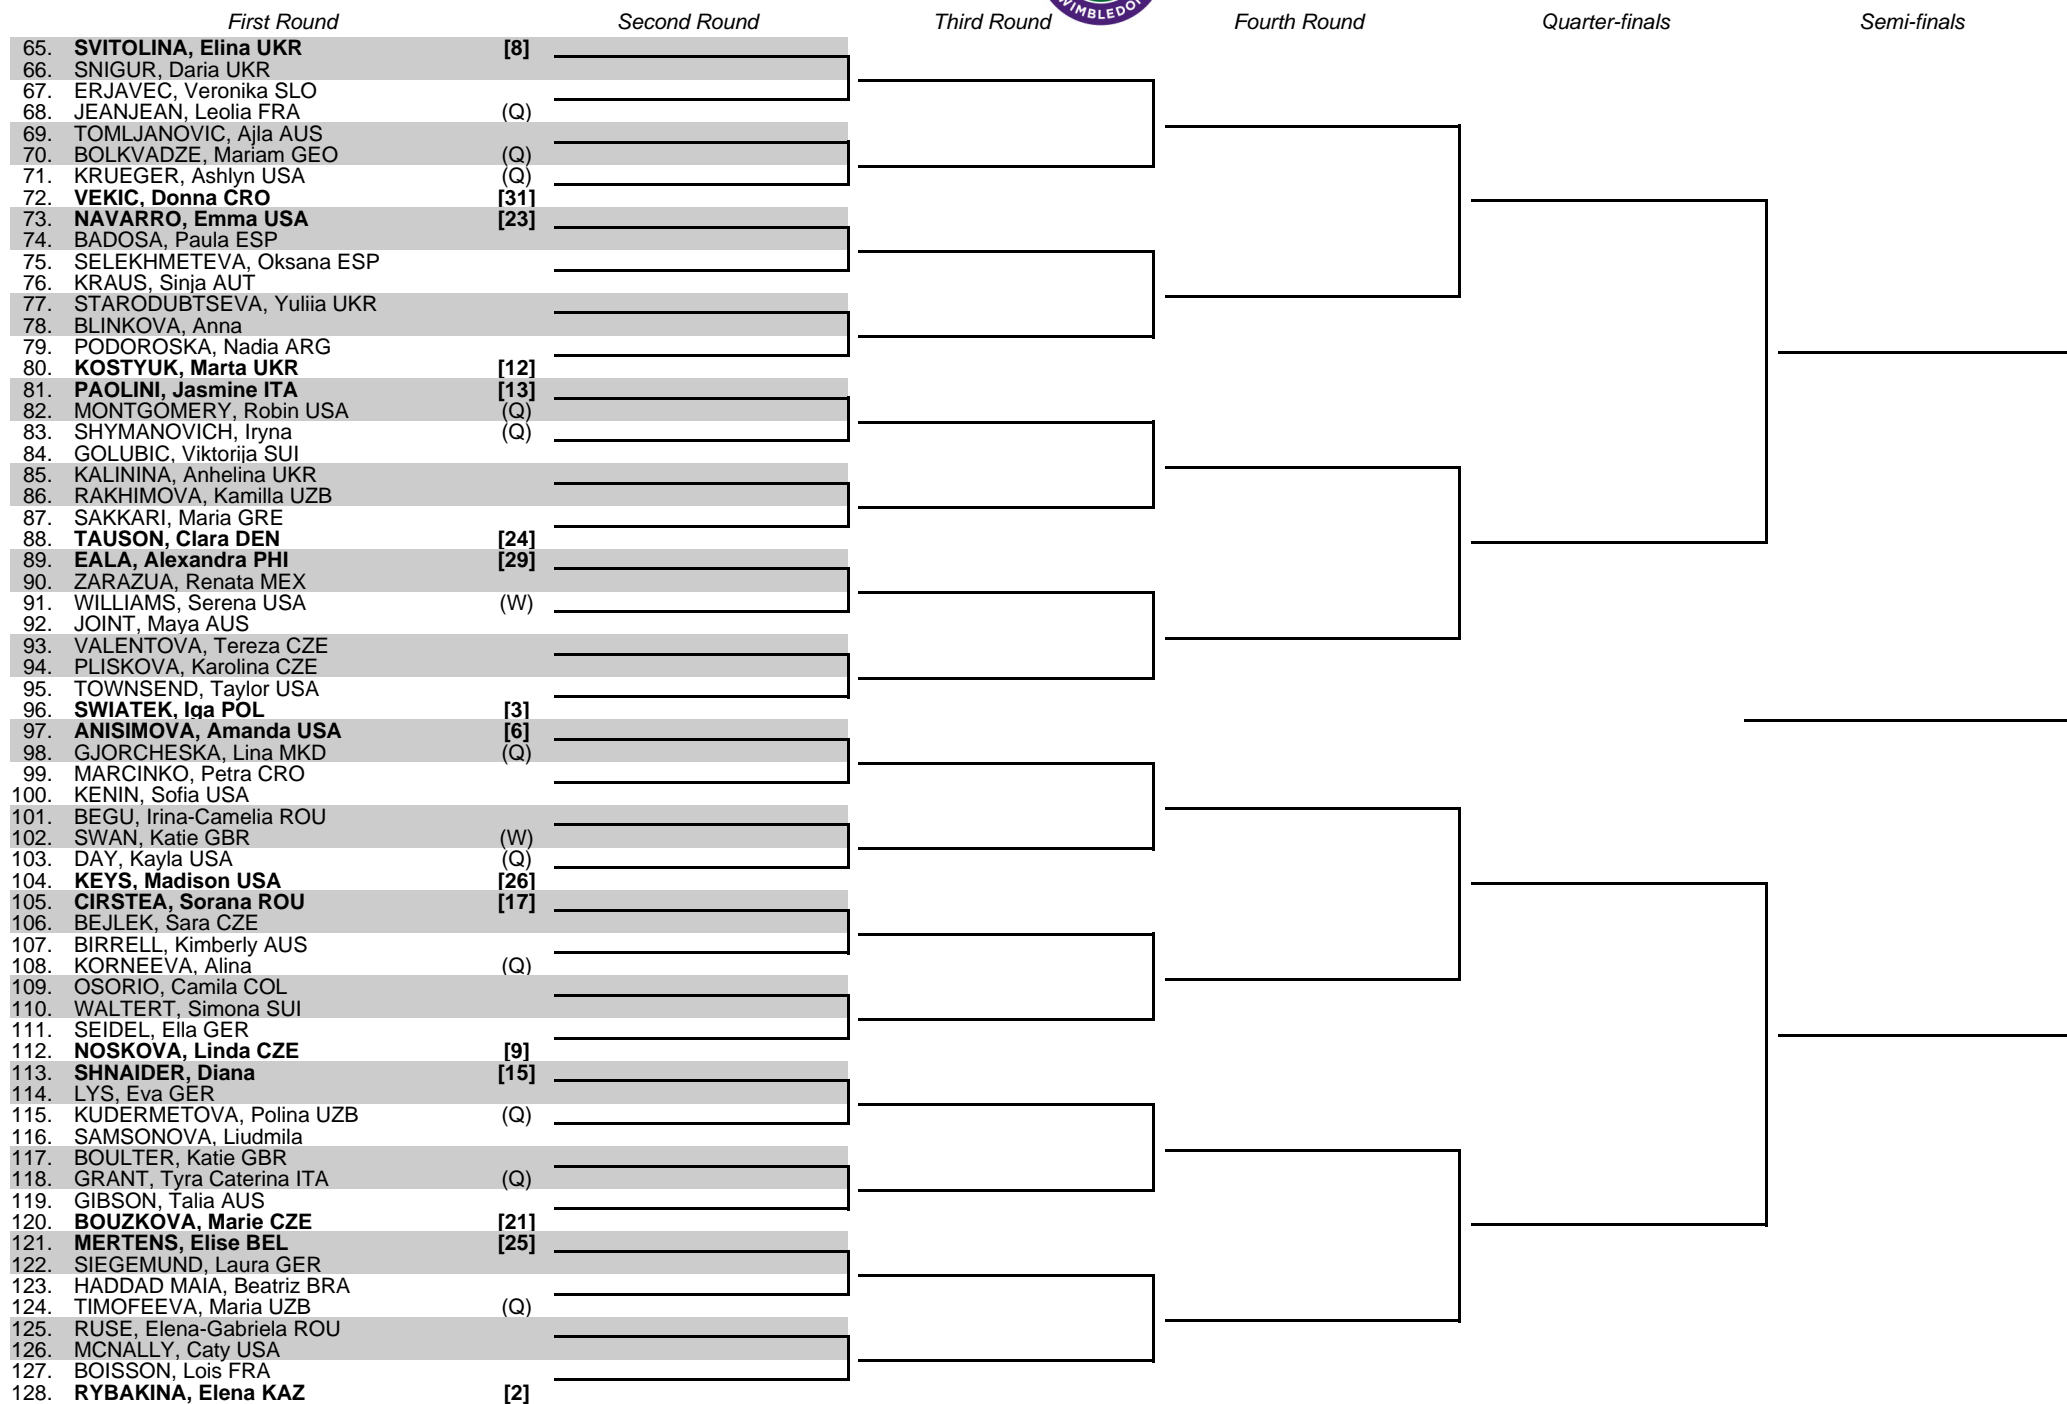 WIMBLEDON
First Round Second Round Third Round Fourth Round Quarter-finals Semi-finals
65. SVITOLINA, Elina UKR [8]
66. SNIGUR, Daria UKR
67. ERJAVEC, Veronika SLO
68. JEANJEAN, Leolia FRA (Q)
69. TOMLJANOVIC, Ajla AUS
70. BOLKVADZE, Mariam GEO (Q)
71. KRUEGER, Ashlyn USA (Q)
72. VEKIC, Donna CRO [31]
73. NAVARRO, Emma USA [23]
74. BADOSA, Paula ESP
75. SELEKHMETEVA, Oksana ESP
76. KRAUS, Sinja AUT
77. STARODUBTSEVA, Yuliia UKR
78. BLINKOVA, Anna
79. PODOROSKA, Nadia ARG
80. KOSTYUK, Marta UKR [12]
81. PAOLINI, Jasmine ITA [13]
82. MONTGOMERY, Robin USA (Q)
83. SHYMANOVICH, Iryna (Q)
84. GOLUBIC, Viktorija SUI
85. KALININA, Anhelina UKR
86. RAKHIMOVA, Kamilla UZB
87. SAKKARI, Maria GRE
88. TAUSON, Clara DEN [24]
89. EALA, Alexandra PHI [29]
90. ZARAZUA, Renata MEX
91. WILLIAMS, Serena USA (W)
92. JOINT, Maya AUS
93. VALENTOVA, Tereza CZE
94. PLISKOVA, Karolina CZE
95. TOWNSEND, Taylor USA
96. SWIATEK, Iga POL [3]
97. ANISIMOVA, Amanda USA [6]
98. GJORCHESKA, Lina MKD (Q)
99. MARCINKO, Petra CRO
100. KENIN, Sofia USA
101. BEGU, Irina-Camelia ROU
102. SWAN, Katie GBR (W)
103. DAY, Kayla USA (Q)
104. KEYS, Madison USA [26]
105. CIRSTEA, Sorana ROU [17]
106. BEJLEK, Sara CZE
107. BIRRELL, Kimberly AUS
108. KORNEEVA, Alina (Q)
109. OSORIO, Camila COL
110. WALTERT, Simona SUI
111. SEIDEL, Ella GER
112. NOSKOVA, Linda CZE [9]
113. SHNAIDER, Diana [15]
114. LYS, Eva GER
115. KUDERMETOVA, Polina UZB (Q)
116. SAMSONOVA, Liudmila
117. BOULTER, Katie GBR
118. GRANT, Tyra Caterina ITA (Q)
119. GIBSON, Talia AUS
120. BOUZKOVA, Marie CZE [21]
121. MERTENS, Elise BEL [25]
122. SIEGEMUND, Laura GER
123. HADDAD MAIA, Beatriz BRA
124. TIMOFEEVA, Maria UZB (Q)
125. RUSE, Elena-Gabriela ROU
126. MCNALLY, Caty USA
127. BOISSON, Lois FRA
128. RYBAKINA, Elena KAZ [2]